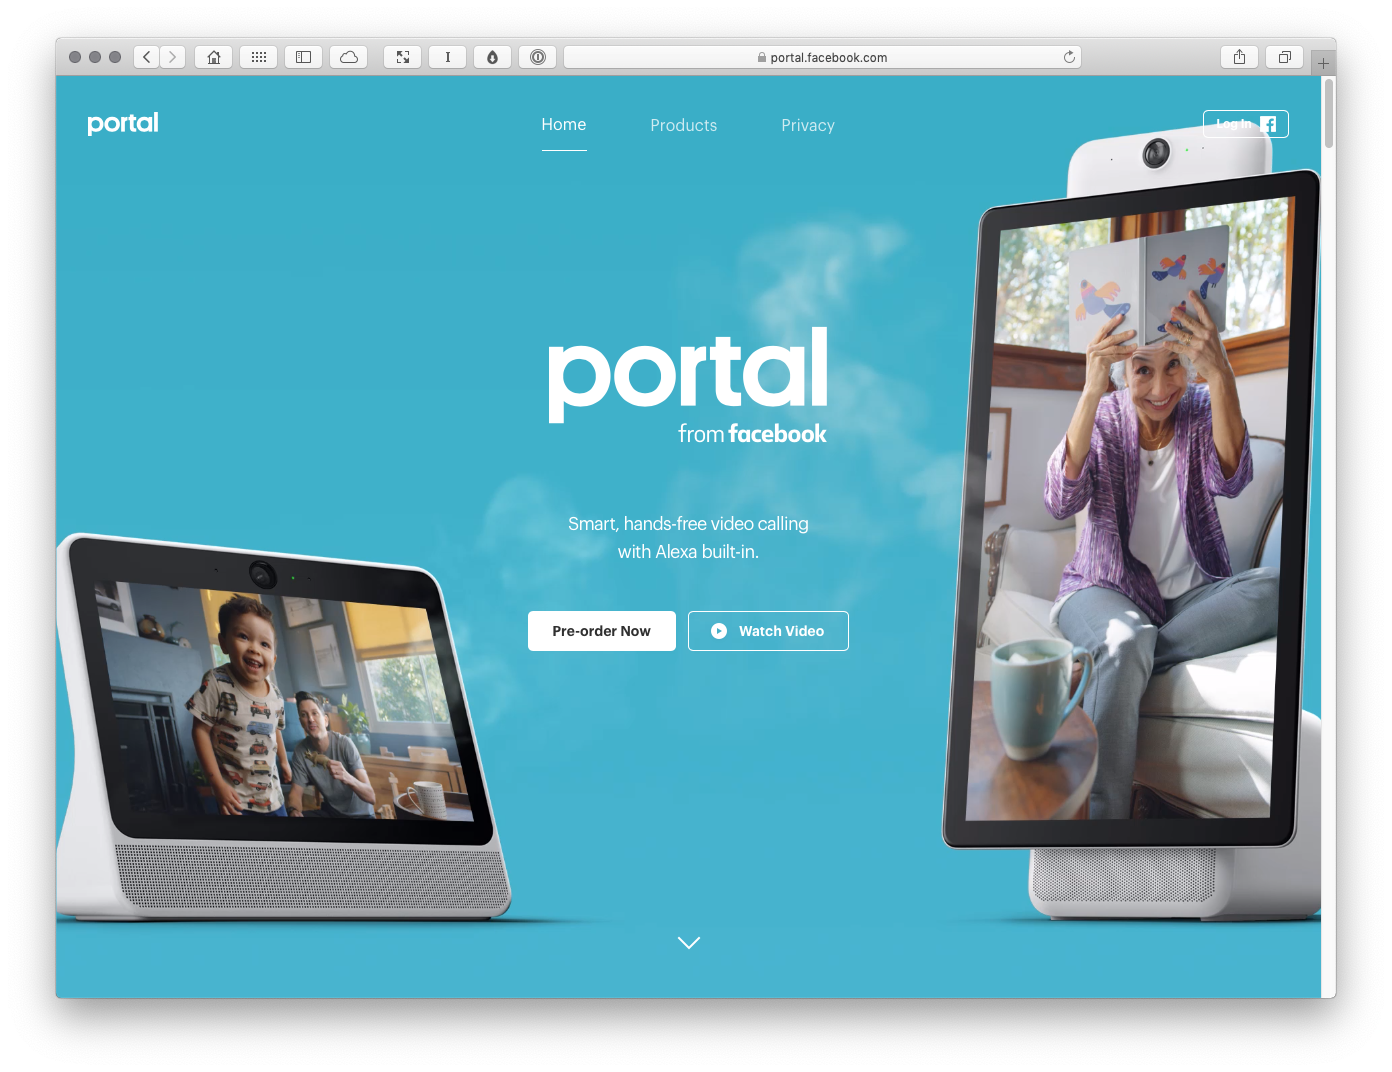 portal.facebook.com
portal
Home
Products
Privacy
Log In
portal
from facebook
Smart, hands-free video calling
with Alexa built-in.
Pre-order Now
Watch Video